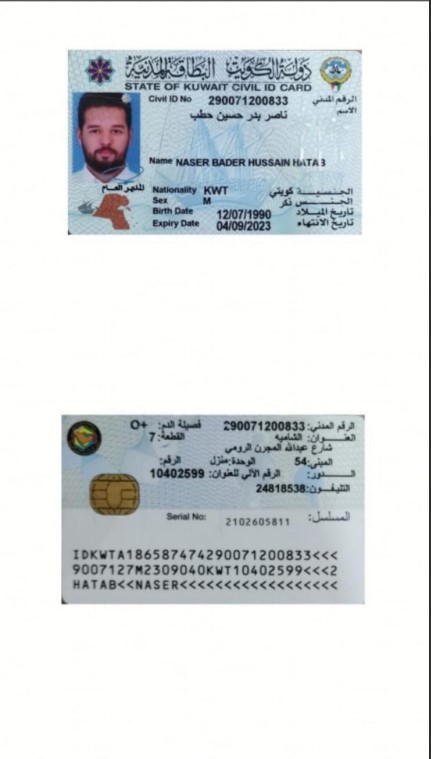 دولة الكويت البطاقة المدنية
STATE OF KUWAIT CIVIL ID CARD
Civil ID No 290071200833 الرقم المدني
الاسم ناصر بدر حسين حطب
Name NASER BADER HUSSAIN HATAB
المدير العام
Nationality KWT الجنسية كويتي
Sex M الجنس ذكر
Birth Date 12/07/1990 تاريخ الميلاد
Expiry Date 04/09/2023 تاريخ الانتهاء
الرقم المدني: 290071200833 فصيلة الدم: O+
العنوان: الشاميه القطعة: 7
شارع عبدالله المجرن الرومي
المبنى: 54 الوحدة: منزل الرقم:
الدور: الرقم الآلي للعنوان: 10402599
التليفون: 24818538
Serial No: 2102605811 المسلسل:
IDKWTA186587474290071200833<<<
9007127M2309040KWT10402599<<<2
HATAB<<NASER<<<<<<<<<<<<<<<<<<